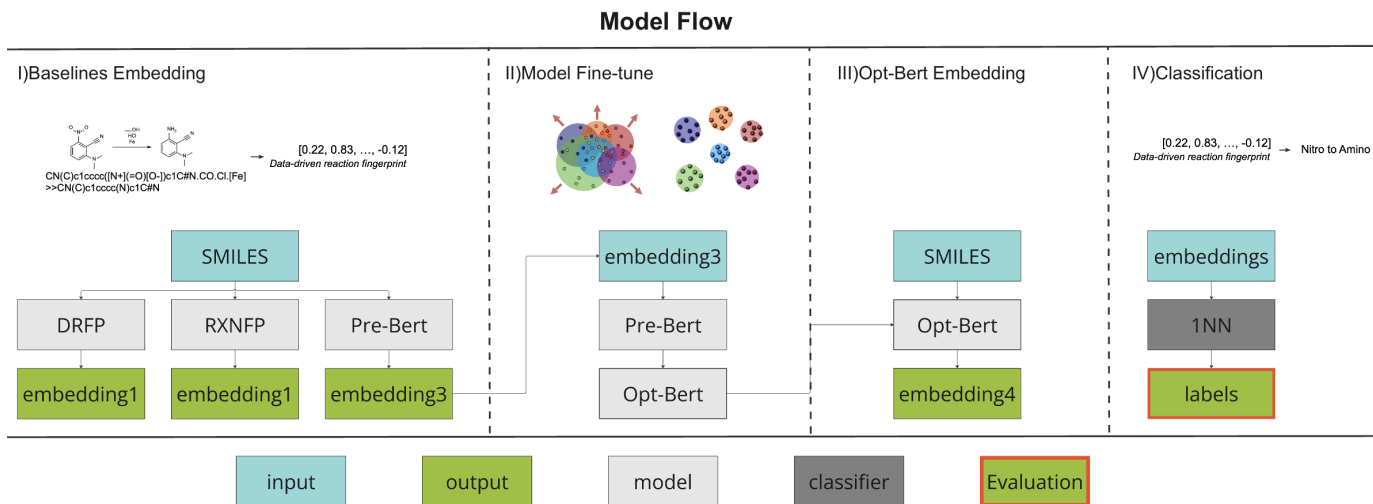 Model Flow
I)Baselines Embedding
NO₂
N
N
OH
HCl
Fe
NH₂
N
N
[0.22, 0.83, ..., -0.12]
Data-driven reaction fingerprint
CN(C)c1cccc([N+](=O)[O-])c1C#N.CO.Cl.[Fe]
>>CN(C)c1cccc(N)c1C#N
SMILES
DRFP
RXNFP
Pre-Bert
embedding1
embedding1
embedding3
II)Model Fine-tune
embedding3
Pre-Bert
Opt-Bert
III)Opt-Bert Embedding
SMILES
Opt-Bert
embedding4
IV)Classification
[0.22, 0.83, ..., -0.12]
Data-driven reaction fingerprint
Nitro to Amino
embeddings
1NN
labels
input
output
model
classifier
Evaluation